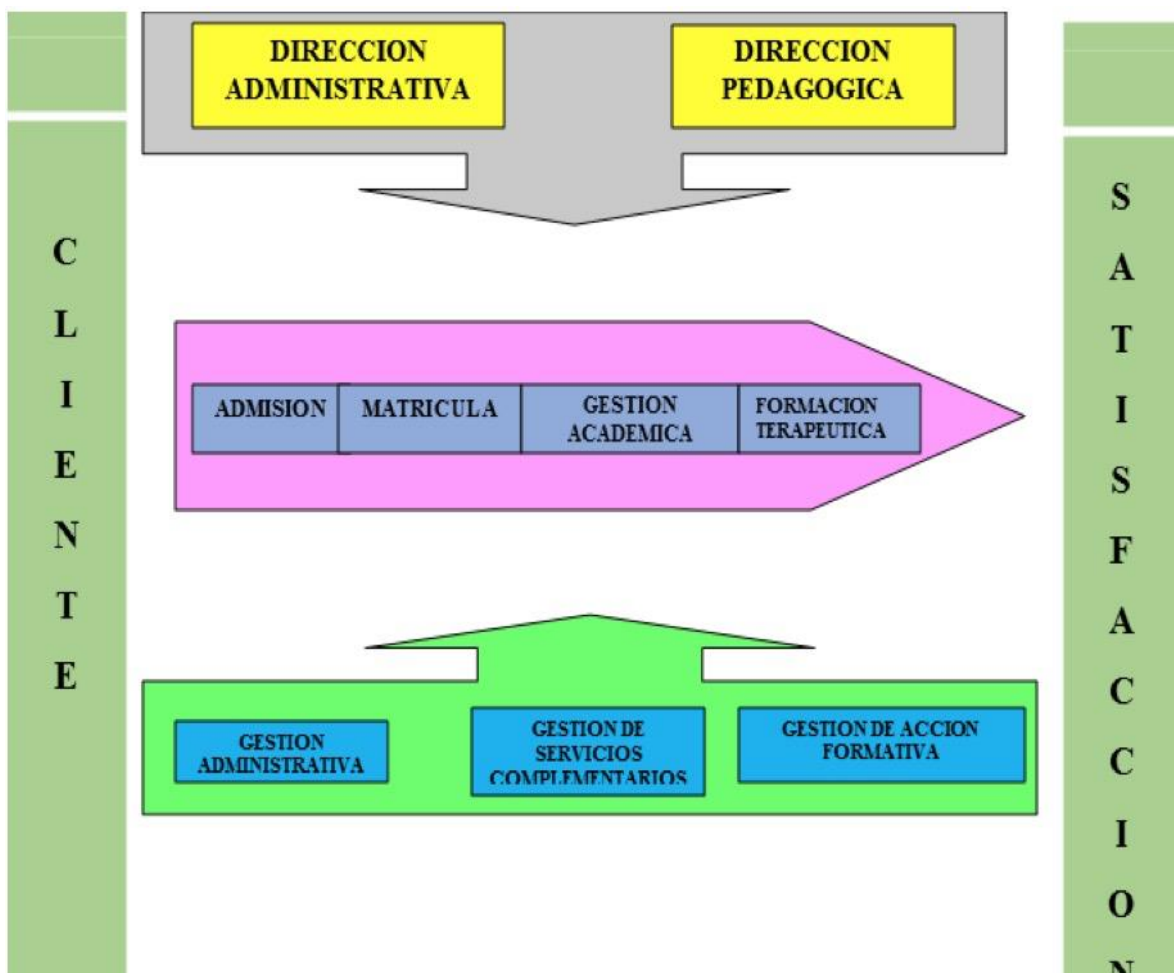 DIRECCION
ADMINISTRATIVA
DIRECCION
PEDAGOGICA
C
L
I
E
N
T
E
ADMISION
MATRICULA
GESTION
ACADEMICA
FORMACION
TERAPEUTICA
GESTION
ADMINISTRATIVA
GESTION DE
SERVICIOS
COMPLEMENTARIOS
GESTION DE ACCION
FORMATIVA
S
A
T
I
S
F
A
C
C
I
O
N